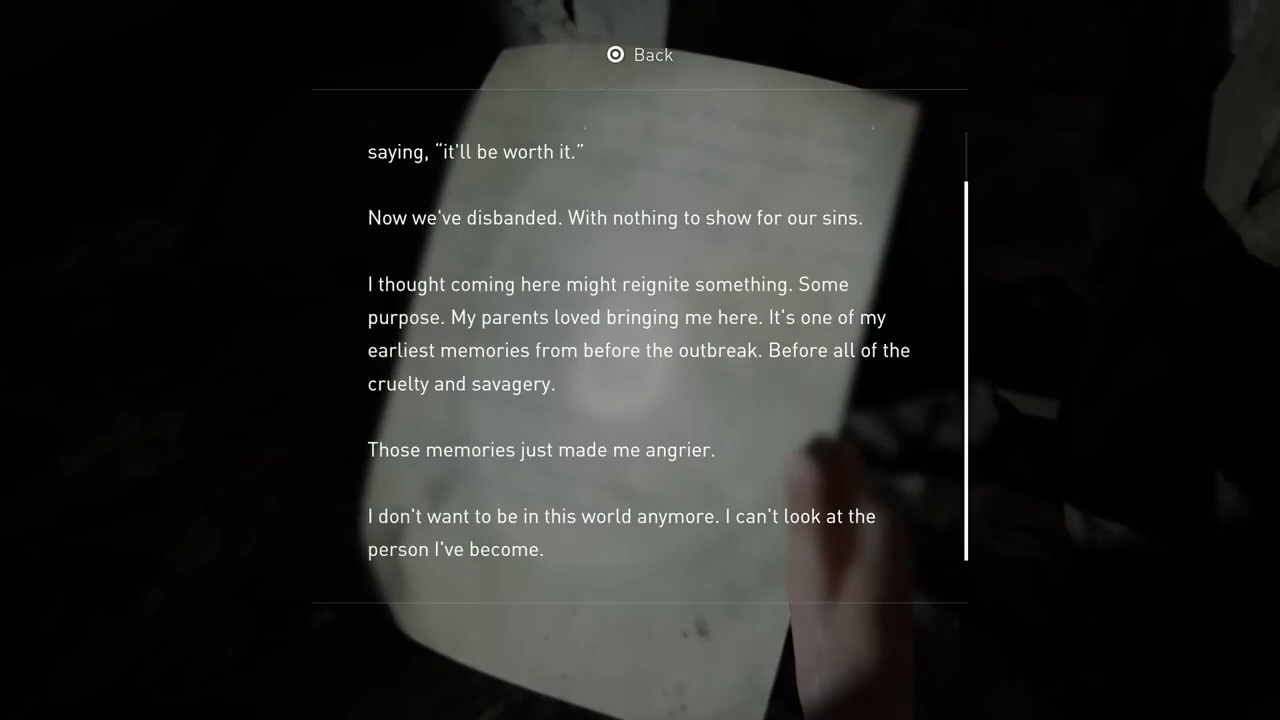 Back
saying, “it'll be worth it.”
Now we've disbanded. With nothing to show for our sins.
I thought coming here might reignite something. Some
purpose. My parents loved bringing me here. It's one of my
earliest memories from before the outbreak. Before all of the
cruelty and savagery.
Those memories just made me angrier.
I don't want to be in this world anymore. I can't look at the
person I've become.